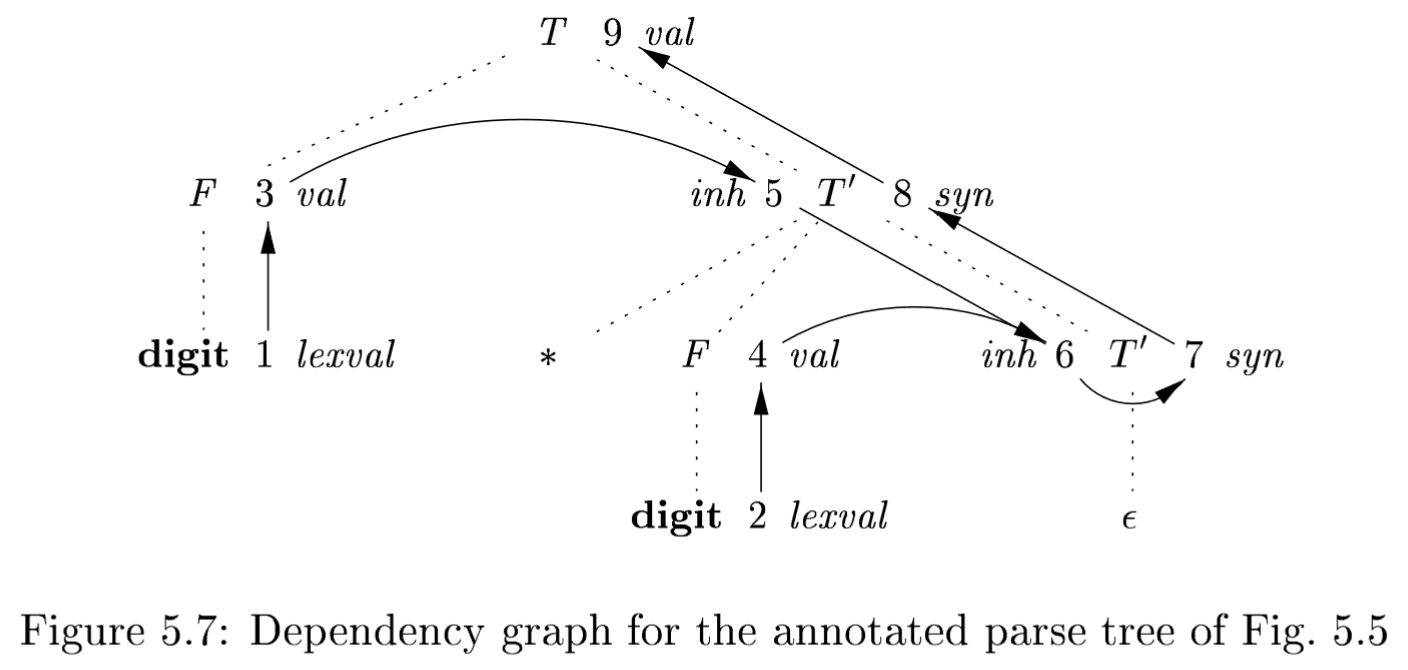 T 9 val
F 3 val inh 5 T′ 8 syn
digit 1 lexval * F 4 val inh 6 T′ 7 syn
digit 2 lexval ϵ
Figure 5.7: Dependency graph for the annotated parse tree of Fig. 5.5